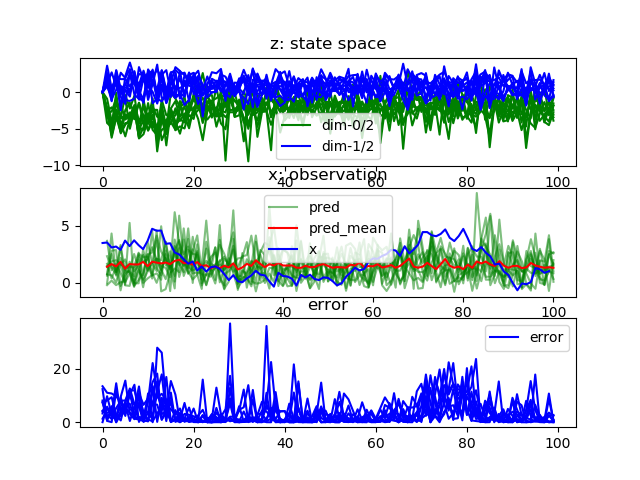 z: state space
0
−5
−10
dim-0/2
dim-1/2
0 20 40 60 80 100
x: observation
5
0
pred
pred_mean
x
0 20 40 60 80 100
error
20
0
error
0 20 40 60 80 100